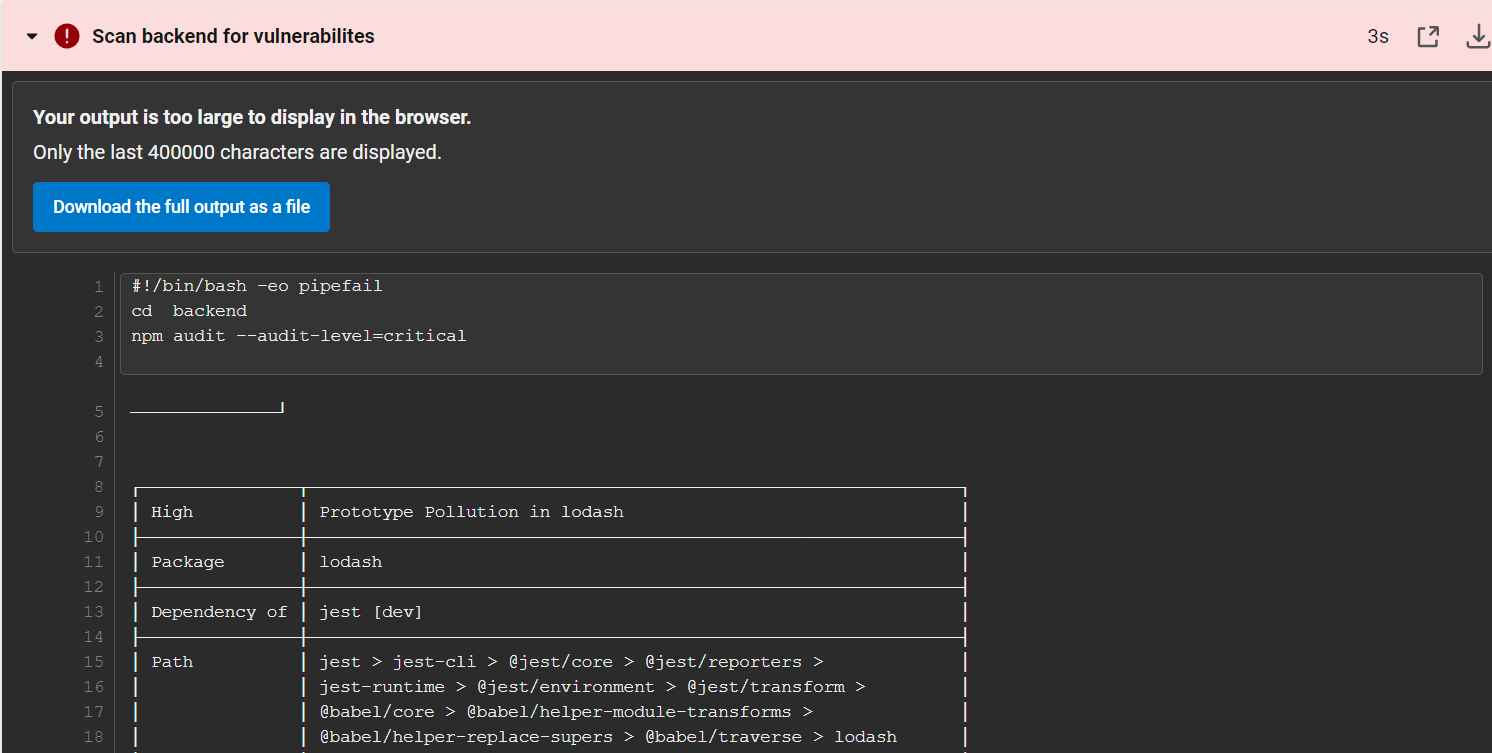 Scan backend for vulnerabilites
3s
Your output is too large to display in the browser.
Only the last 400000 characters are displayed.
Download the full output as a file
1 #!/bin/bash -eo pipefail
2 cd  backend
3 npm audit --audit-level=critical
4
5
6
7
8
9 High Prototype Pollution in lodash
10
11 Package lodash
12
13 Dependency of jest [dev]
14
15 Path jest > jest-cli > @jest/core > @jest/reporters >
16 jest-runtime > @jest/environment > @jest/transform >
17 @babel/core > @babel/helper-module-transforms >
18 @babel/helper-replace-supers > @babel/traverse > lodash